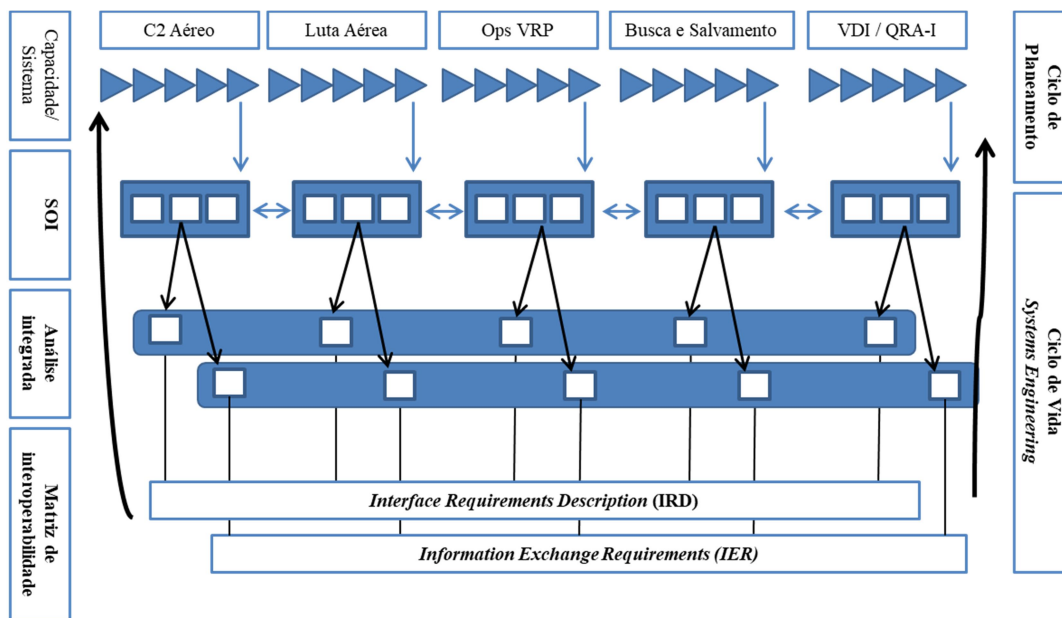 C2 Aéreo
Luta Aérea
Ops VRP
Busca e Salvamento
VDI / QRA-I
Capacidade/
Sistema
SOI
Análise
integrada
Matriz de
interoperabilidade
Ciclo de
Planeamento
Ciclo de Vida
Systems Engineering
Interface Requirements Description (IRD)
Information Exchange Requirements (IER)